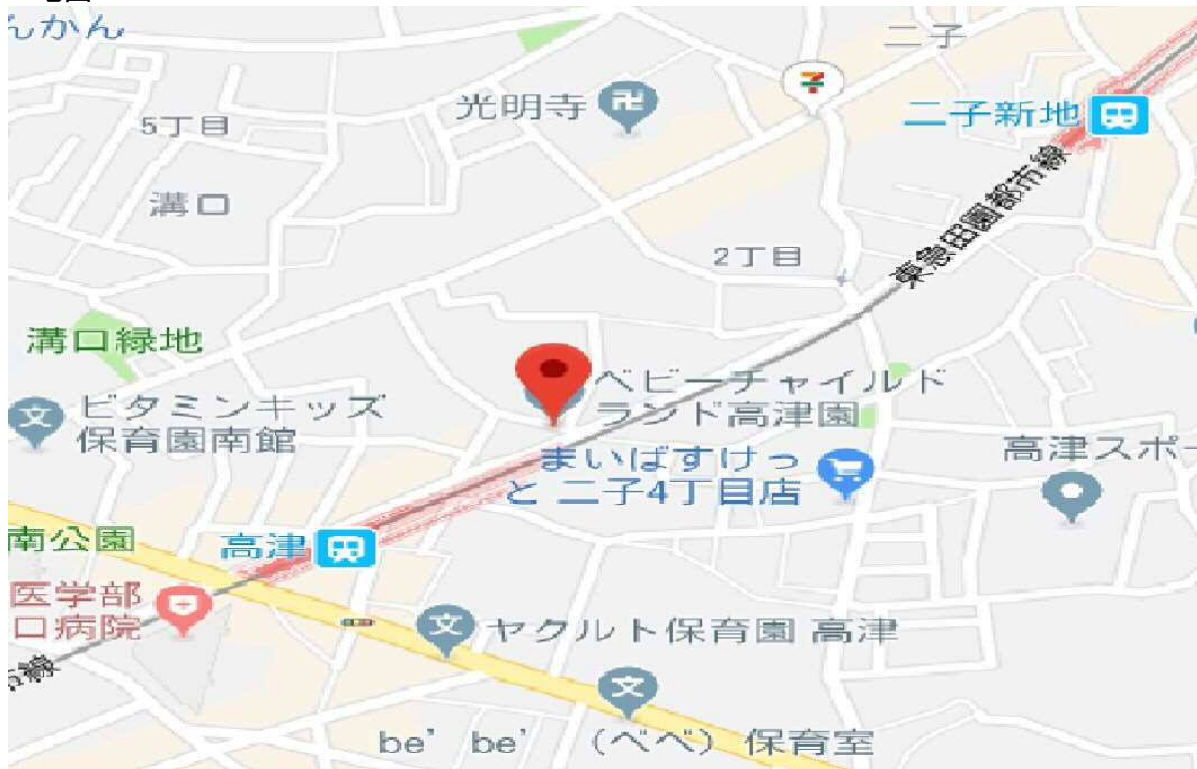 んかん
二子
光明寺
二子新地
5丁目
東急田園都市線
溝口
2丁目
溝口緑地
ベビーチャイルド
ランド高津園
ビタミンキッズ
保育園南館
まいばすけっ
と 二子4丁目店
高津スポー
南公園
高津
医学部
口病院
ヤクルト保育園 高津
be' be' (べべ) 保育室